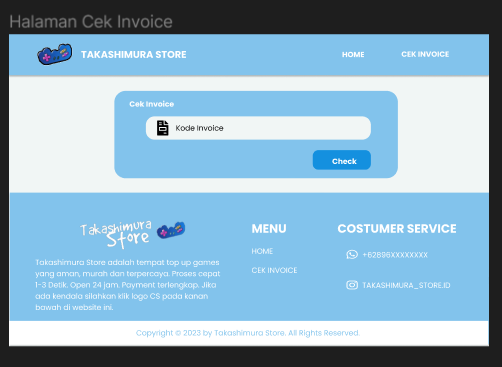 Halaman Cek Invoice
TAKASHIMURA STORE
HOME
CEK INVOICE
Cek Invoice
Kode Invoice
Check
Takashimura
Store
Takashimura Store adalah tempat top up games
yang aman, murah dan terpercaya. Proses cepat
1-3 Detik. Open 24 jam. Payment terlengkap. Jika
ada kendala silahkan klik logo CS pada kanan
bawah di website ini.
MENU
HOME
CEK INVOICE
COSTUMER SERVICE
+62896XXXXXXXX
TAKASHIMURA_STORE.ID
Copyright © 2023 by Takashimura Store. All Rights Reserved.